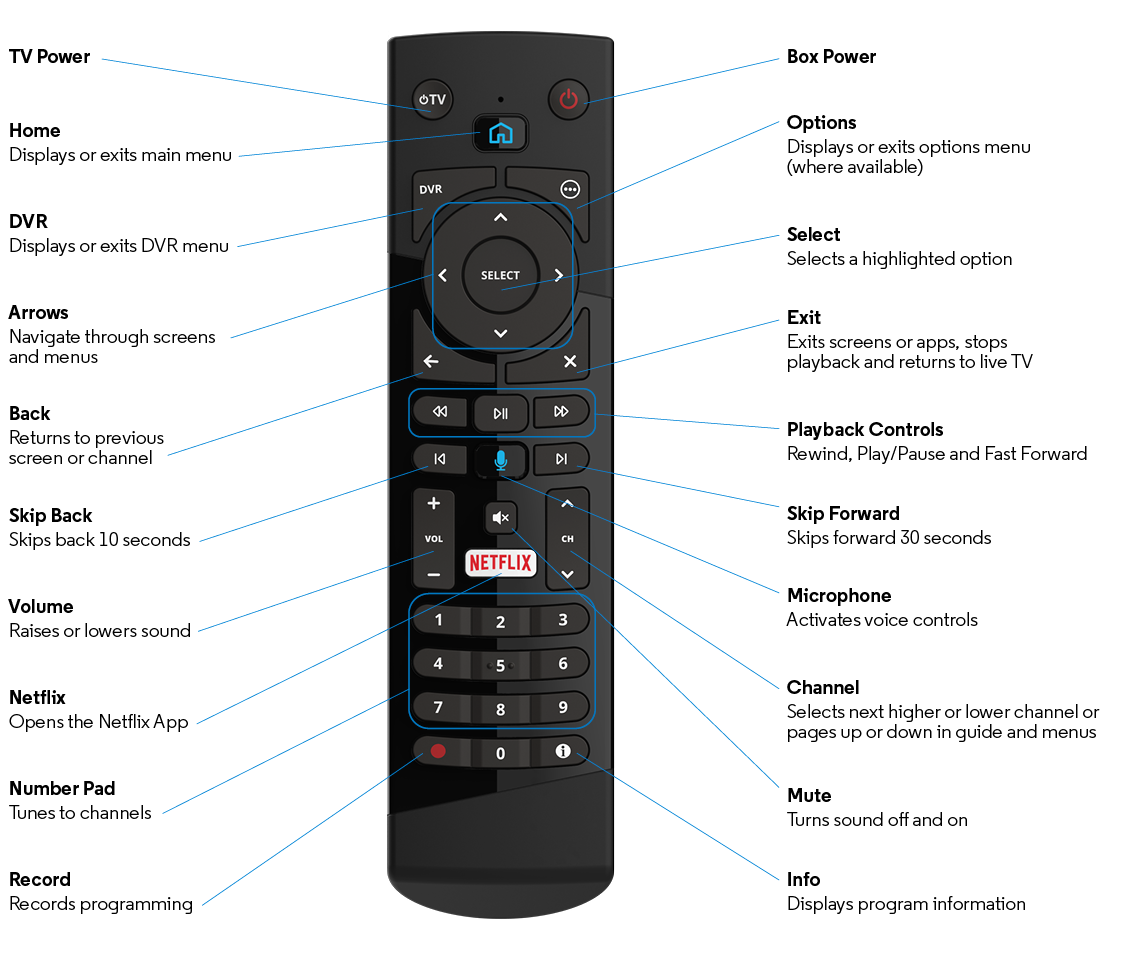 TV Power
Home
Displays or exits main menu
DVR
Displays or exits DVR menu
Arrows
Navigate through screens
and menus
Back
Returns to previous
screen or channel
Skip Back
Skips back 10 seconds
Volume
Raises or lowers sound
Netflix
Opens the Netflix App
Number Pad
Tunes to channels
Record
Records programming
TV
DVR
SELECT
VOL
CH
NETFLIX
1 2 3
4 5 6
7 8 9
0
Box Power
Options
Displays or exits options menu
(where available)
Select
Selects a highlighted option
Exit
Exits screens or apps, stops
playback and returns to live TV
Playback Controls
Rewind, Play/Pause and Fast Forward
Skip Forward
Skips forward 30 seconds
Microphone
Activates voice controls
Channel
Selects next higher or lower channel or
pages up or down in guide and menus
Mute
Turns sound off and on
Info
Displays program information